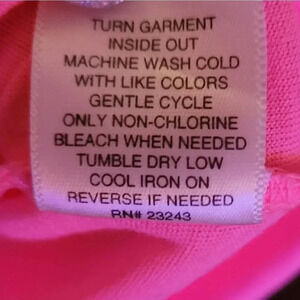 TURN GARMENT
INSIDE OUT
MACHINE WASH COLD
WITH LIKE COLORS
GENTLE CYCLE
ONLY NON-CHLORINE
BLEACH WHEN NEEDED
TUMBLE DRY LOW
COOL IRON ON
REVERSE IF NEEDED
RN# 23243